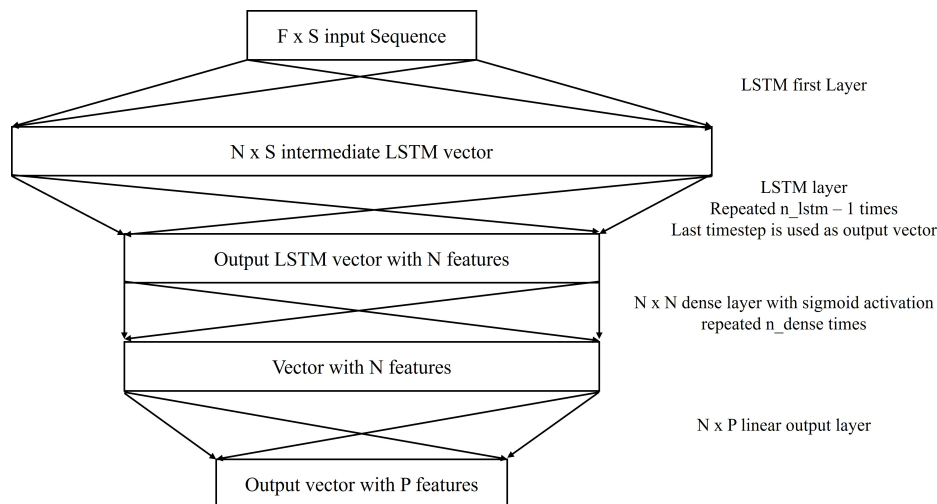 F x S input Sequence
LSTM first Layer
N x S intermediate LSTM vector
LSTM layer
Repeated n_lstm – 1 times
Last timestep is used as output vector
Output LSTM vector with N features
N x N dense layer with sigmoid activation
repeated n_dense times
Vector with N features
N x P linear output layer
Output vector with P features